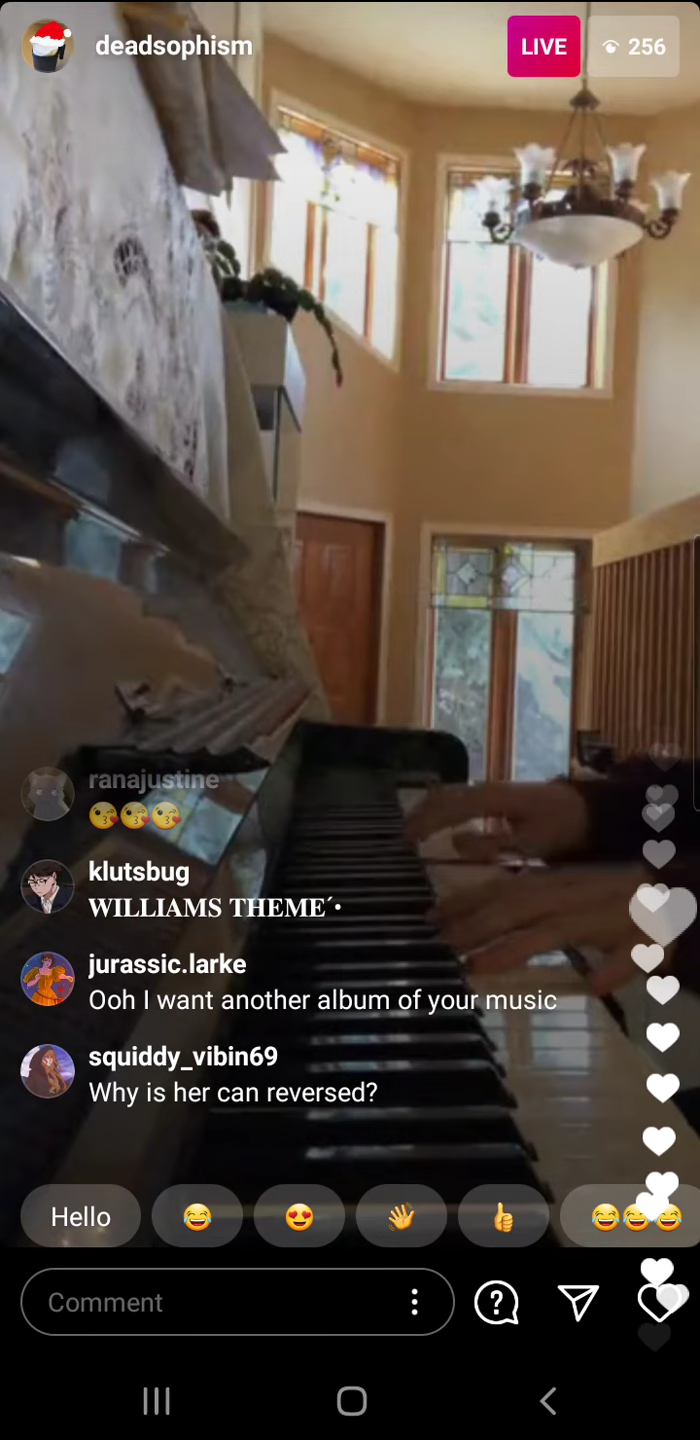 deadsophism
LIVE
256
ranajustine
😘😘😘
klutsbug
WILLIAMS THEME´•
jurassic.larke
Ooh I want another album of your music
squiddy_vibin69
Why is her can reversed?
Hello 😂 😍 👋 👍 😂😂😂
Comment